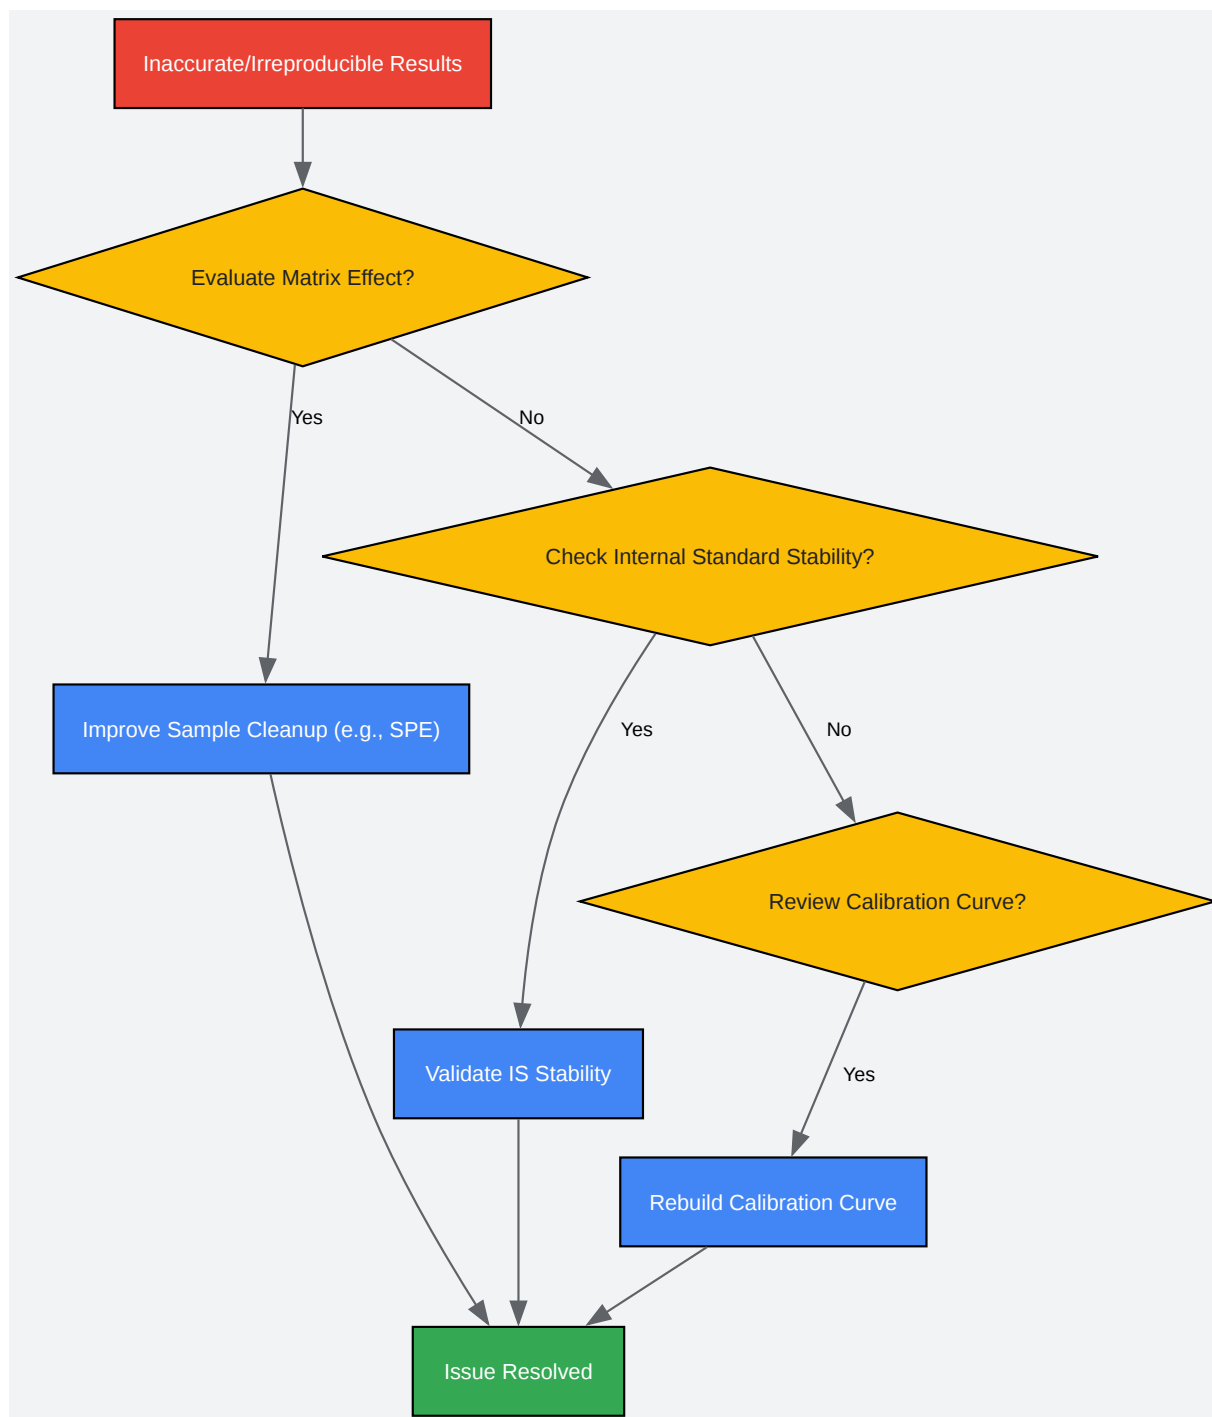 Inaccurate/Irreproducible Results
Evaluate Matrix Effect?
Yes
No
Check Internal Standard Stability?
Improve Sample Cleanup (e.g., SPE)
Yes
No
Review Calibration Curve?
Validate IS Stability
Yes
Rebuild Calibration Curve
Issue Resolved